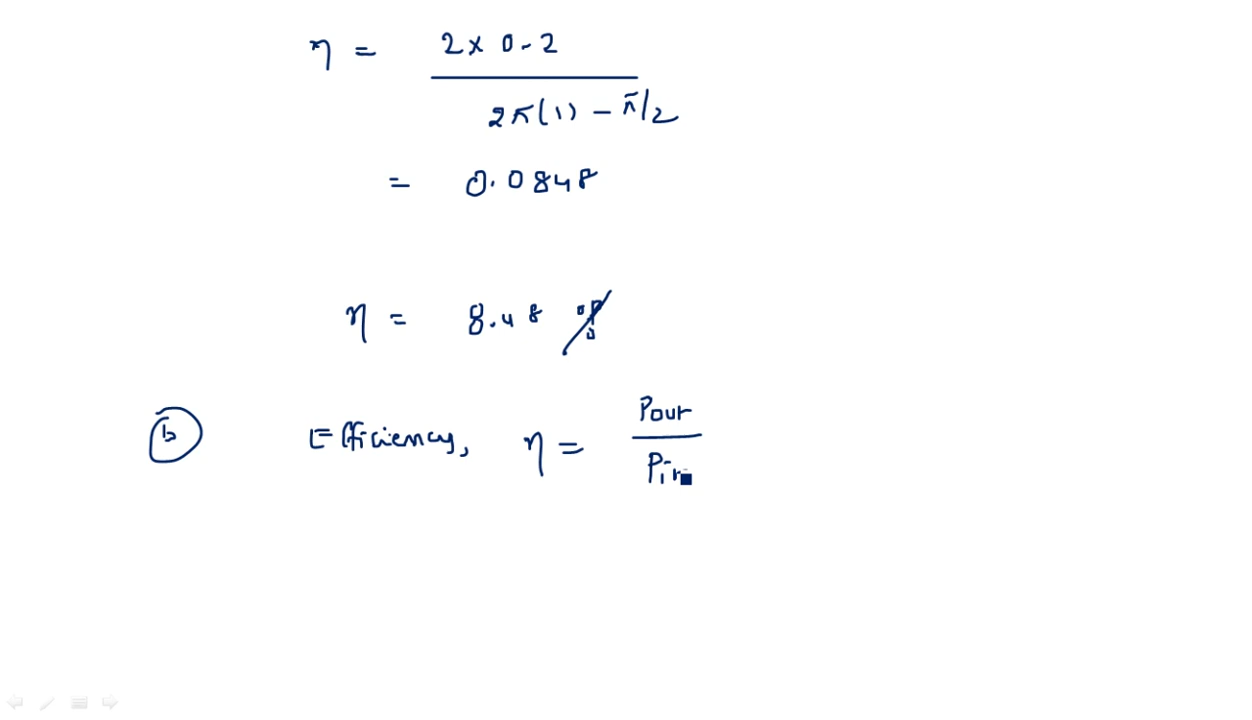 η = 2 × 0.2
2π(1) − π/2
= 0.0848
η = 8.48 %
b Efficiency, η = Pout
Pin